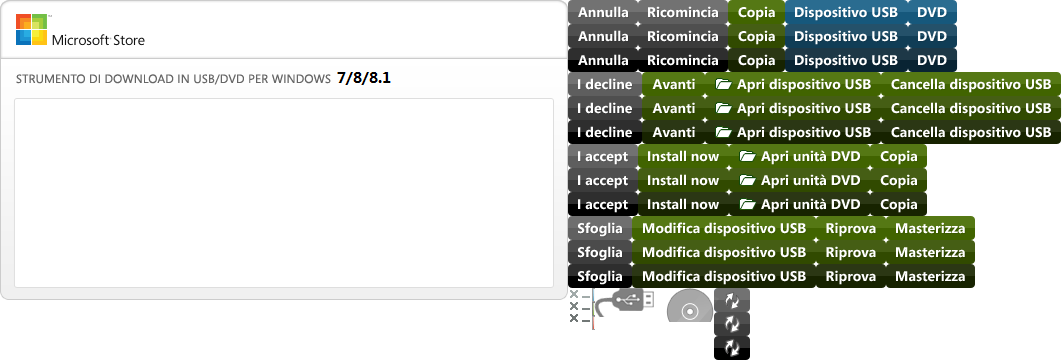 Microsoft Store
STRUMENTO DI DOWNLOAD IN USB/DVD PER WINDOWS 7/8/8.1
Annulla Ricomincia Copia Dispositivo USB DVD
Annulla Ricomincia Copia Dispositivo USB DVD
Annulla Ricomincia Copia Dispositivo USB DVD
I decline Avanti Apri dispositivo USB Cancella dispositivo USB
I decline Avanti Apri dispositivo USB Cancella dispositivo USB
I decline Avanti Apri dispositivo USB Cancella dispositivo USB
I accept Install now Apri unità DVD Copia
I accept Install now Apri unità DVD Copia
I accept Install now Apri unità DVD Copia
Sfoglia Modifica dispositivo USB Riprova Masterizza
Sfoglia Modifica dispositivo USB Riprova Masterizza
Sfoglia Modifica dispositivo USB Riprova Masterizza